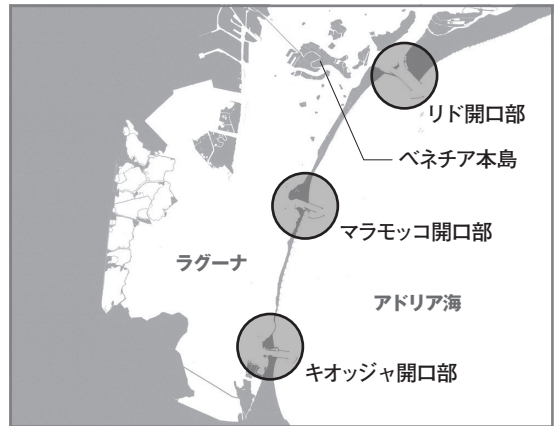 リド開口部
ベネチア本島
マラモッコ開口部
ラグーナ
アドリア海
キオッジャ開口部